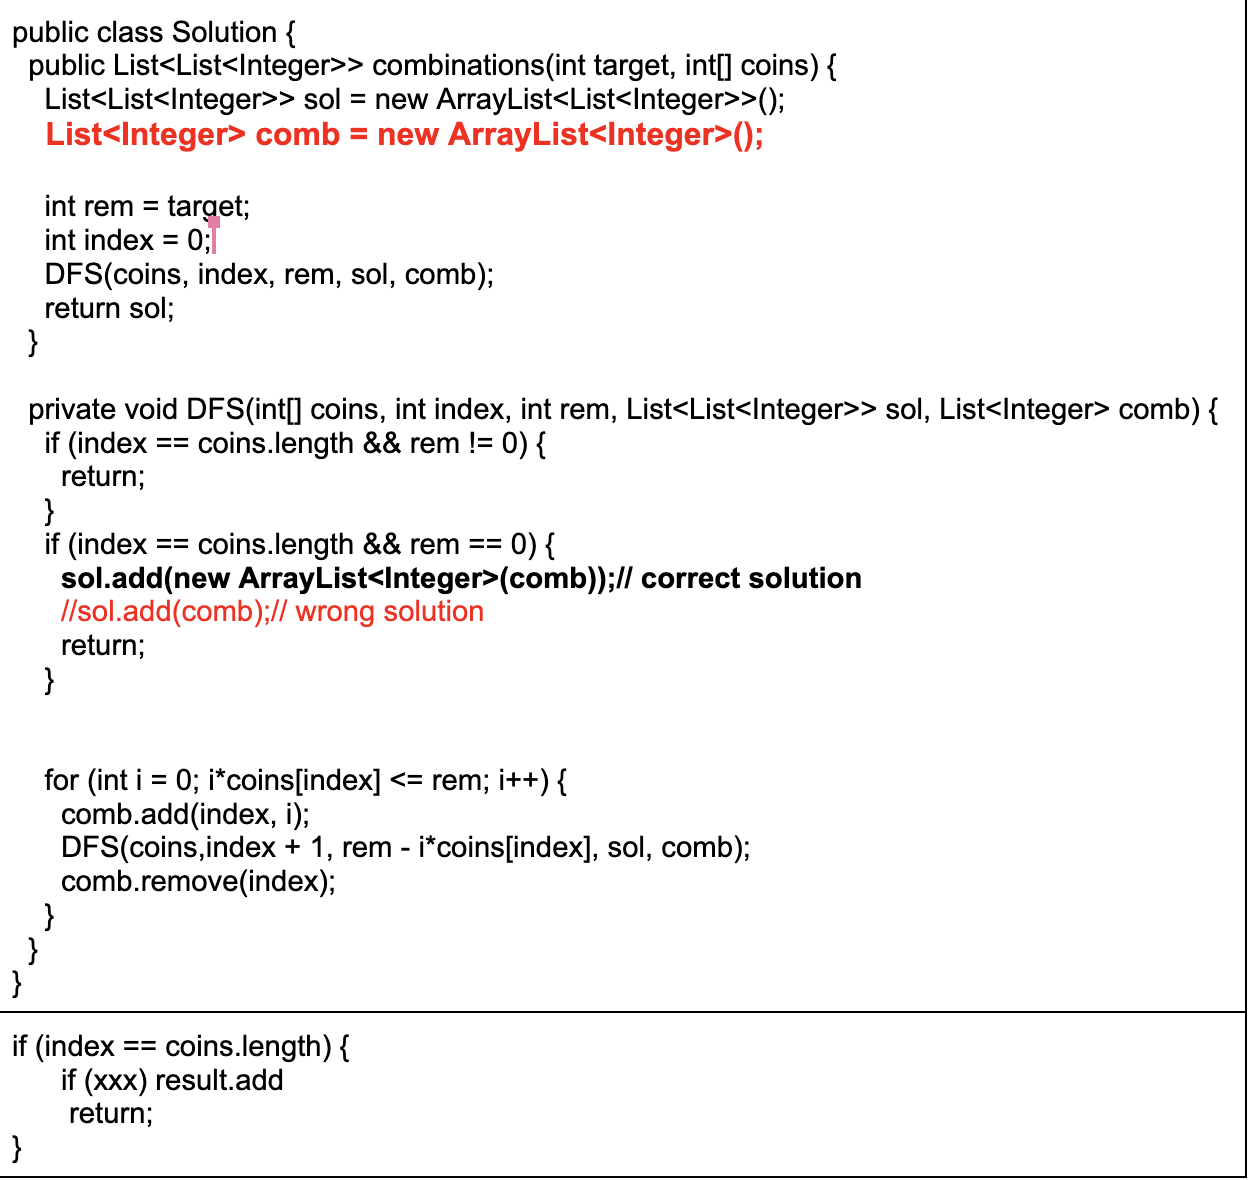 public class Solution {
public List<List<Integer>> combinations(int target, int[] coins) {
List<List<Integer>> sol = new ArrayList<List<Integer>>();
List<Integer> comb = new ArrayList<Integer>();
int rem = target;
int index = 0;
DFS(coins, index, rem, sol, comb);
return sol;
}
private void DFS(int[] coins, int index, int rem, List<List<Integer>> sol, List<Integer> comb) {
if (index == coins.length && rem != 0) {
return;
}
if (index == coins.length && rem == 0) {
sol.add(new ArrayList<Integer>(comb));// correct solution
//sol.add(comb);// wrong solution
return;
}
for (int i = 0; i*coins[index] <= rem; i++) {
comb.add(index, i);
DFS(coins,index + 1, rem - i*coins[index], sol, comb);
comb.remove(index);
}
}
}
if (index == coins.length) {
if (xxx) result.add
return;
}